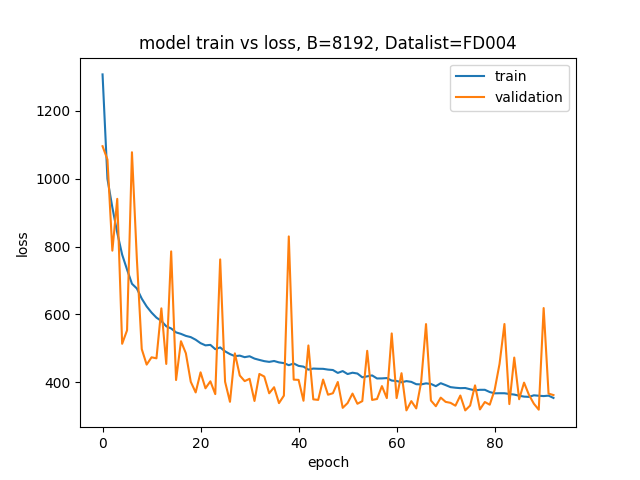 model train vs loss, B=8192, Datalist=FD004
train
validation
1200
1000
800
600
400
loss
0
20
40
60
80
epoch